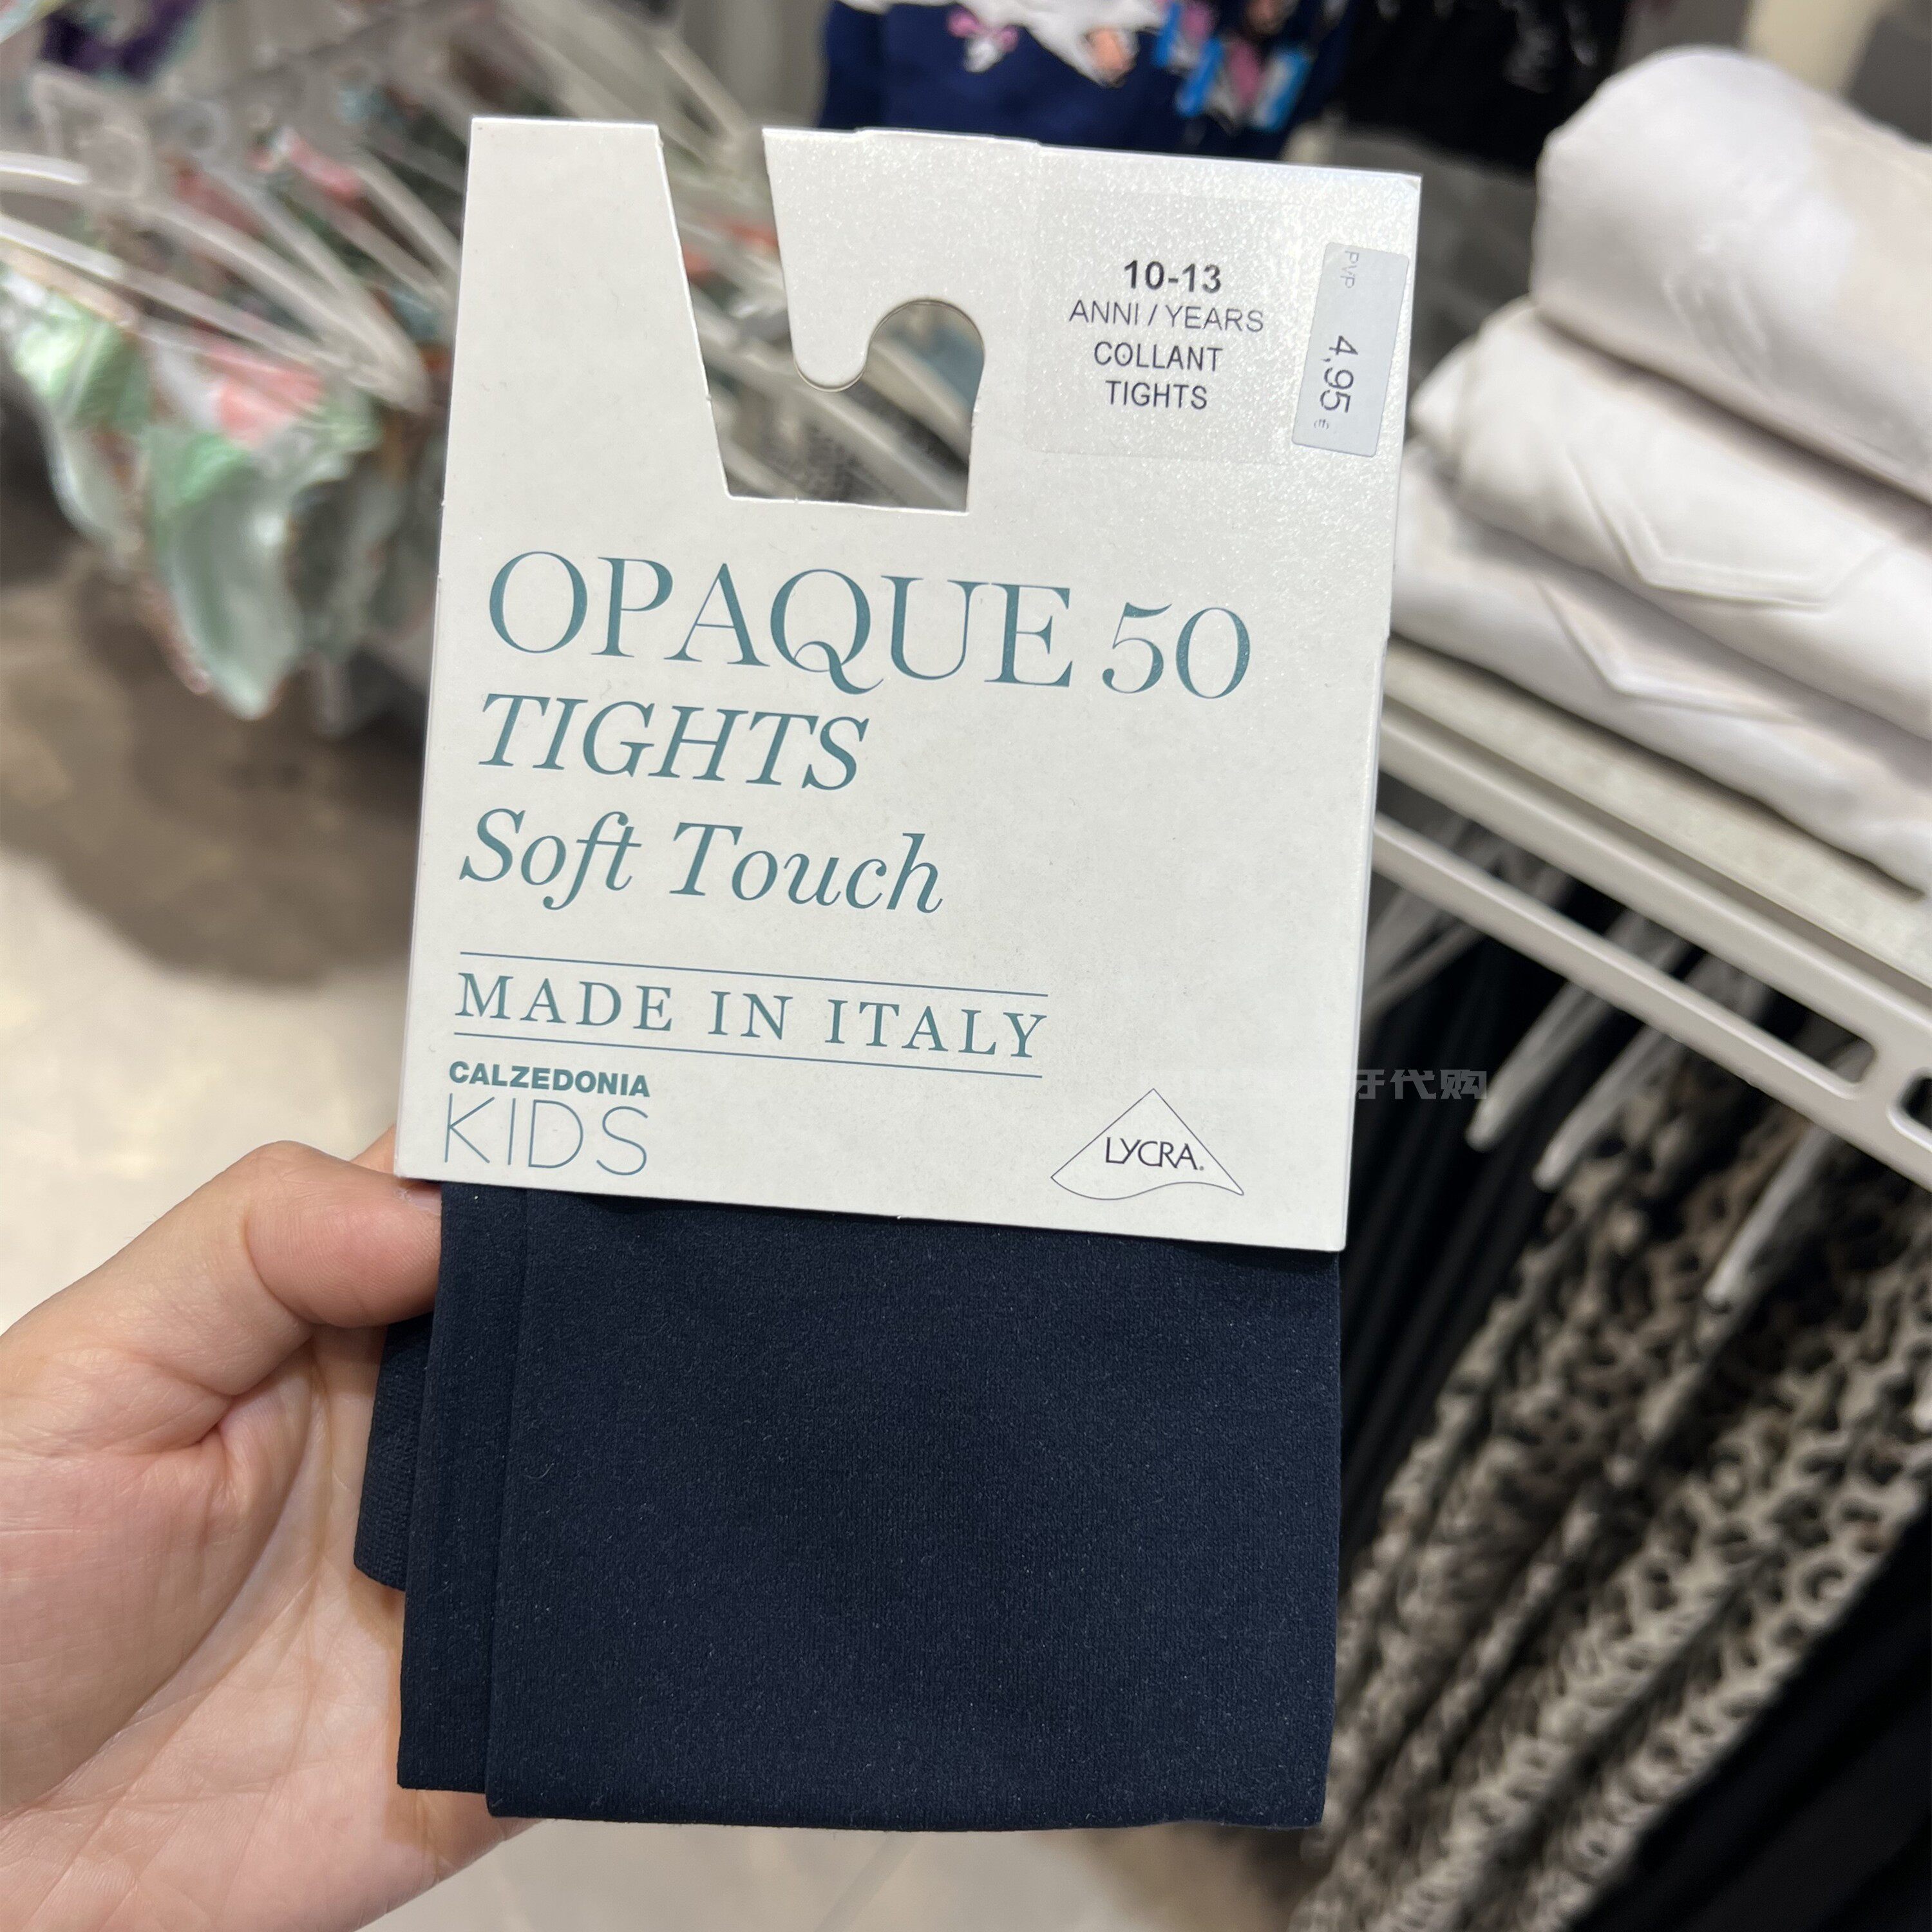 10-13
ANNI / YEARS
COLLANT
TIGHTS
PVP 4,95 €
OPAQUE 50
TIGHTS
Soft Touch
MADE IN ITALY
CALZEDONIA
KIDS
LYCRA®
牙代购